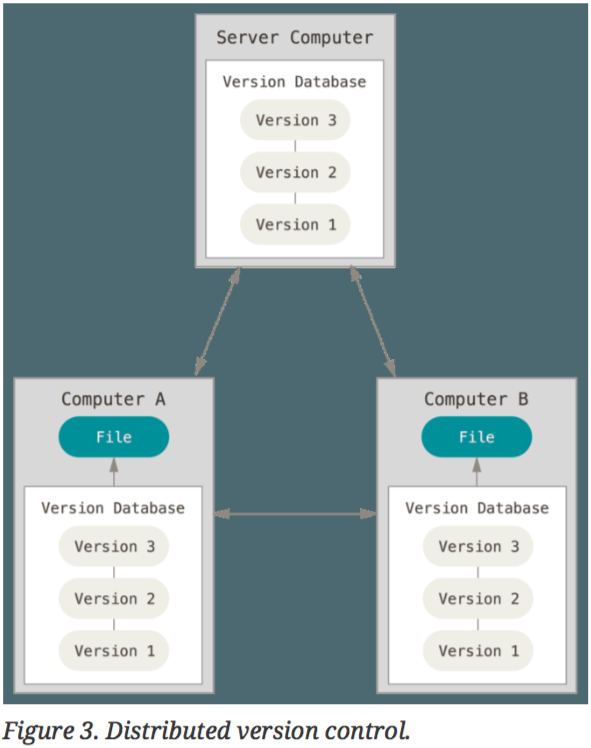 Server Computer
Version Database
Version 3
Version 2
Version 1
Computer A
File
Version Database
Version 3
Version 2
Version 1
Computer B
File
Version Database
Version 3
Version 2
Version 1
Figure 3. Distributed version control.